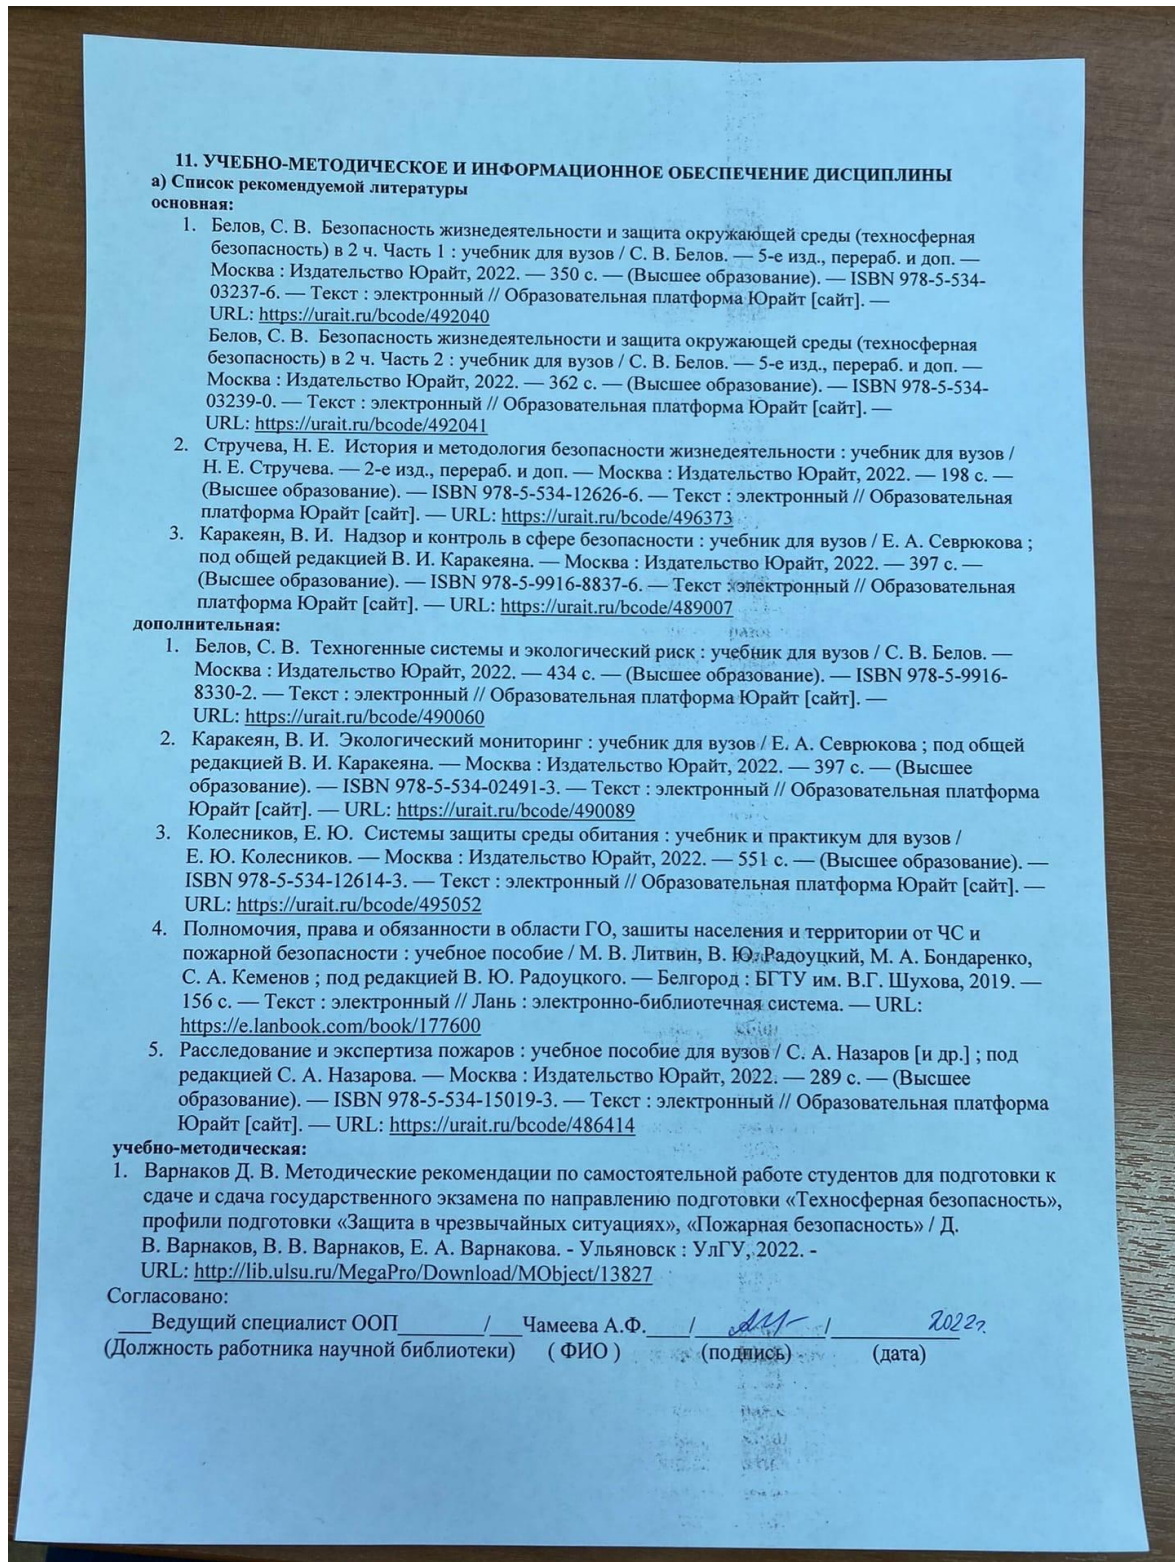 11. УЧЕБНО-МЕТОДИЧЕСКОЕ И ИНФОРМАЦИОННОЕ ОБЕСПЕЧЕНИЕ ДИСЦИПЛИНЫ
а) Список рекомендуемой литературы
основная:
1. Белов, С. В. Безопасность жизнедеятельности и защита окружающей среды (техносферная
безопасность) в 2 ч. Часть 1 : учебник для вузов / С. В. Белов. — 5-е изд., перераб. и доп. —
Москва : Издательство Юрайт, 2022. — 350 с. — (Высшее образование). — ISBN 978-5-534-
03237-6. — Текст : электронный // Образовательная платформа Юрайт [сайт]. —
URL: https://urait.ru/bcode/492040
Белов, С. В. Безопасность жизнедеятельности и защита окружающей среды (техносферная
безопасность) в 2 ч. Часть 2 : учебник для вузов / С. В. Белов. — 5-е изд., перераб. и доп. —
Москва : Издательство Юрайт, 2022. — 362 с. — (Высшее образование). — ISBN 978-5-534-
03239-0. — Текст : электронный // Образовательная платформа Юрайт [сайт]. —
URL: https://urait.ru/bcode/492041
2. Стручева, Н. Е. История и методология безопасности жизнедеятельности : учебник для вузов /
Н. Е. Стручева. — 2-е изд., перераб. и доп. — Москва : Издательство Юрайт, 2022. — 198 с. —
(Высшее образование). — ISBN 978-5-534-12626-6. — Текст : электронный // Образовательная
платформа Юрайт [сайт]. — URL: https://urait.ru/bcode/496373
3. Каракеян, В. И. Надзор и контроль в сфере безопасности : учебник для вузов / Е. А. Севрюкова ;
под общей редакцией В. И. Каракеяна. — Москва : Издательство Юрайт, 2022. — 397 с. —
(Высшее образование). — ISBN 978-5-9916-8837-6. — Текст : электронный // Образовательная
платформа Юрайт [сайт]. — URL: https://urait.ru/bcode/489007
дополнительная:
1. Белов, С. В. Техногенные системы и экологический риск : учебник для вузов / С. В. Белов. —
Москва : Издательство Юрайт, 2022. — 434 с. — (Высшее образование). — ISBN 978-5-9916-
8330-2. — Текст : электронный // Образовательная платформа Юрайт [сайт]. —
URL: https://urait.ru/bcode/490060
2. Каракеян, В. И. Экологический мониторинг : учебник для вузов / Е. А. Севрюкова ; под общей
редакцией В. И. Каракеяна. — Москва : Издательство Юрайт, 2022. — 397 с. — (Высшее
образование). — ISBN 978-5-534-02491-3. — Текст : электронный // Образовательная платформа
Юрайт [сайт]. — URL: https://urait.ru/bcode/490089
3. Колесников, Е. Ю. Системы защиты среды обитания : учебник и практикум для вузов /
Е. Ю. Колесников. — Москва : Издательство Юрайт, 2022. — 551 с. — (Высшее образование). —
ISBN 978-5-534-12614-3. — Текст : электронный // Образовательная платформа Юрайт [сайт]. —
URL: https://urait.ru/bcode/495052
4. Полномочия, права и обязанности в области ГО, зашиты населения и территории от ЧС и
пожарной безопасности : учебное пособие / М. В. Литвин, В. Ю. Радоуцкий, М. А. Бондаренко,
С. А. Кеменов ; под редакцией В. Ю. Радоуцкого. — Белгород : БГТУ им. В.Г. Шухова, 2019. —
156 с. — Текст : электронный // Лань : электронно-библиотечная система. — URL:
https://e.lanbook.com/book/177600
5. Расследование и экспертиза пожаров : учебное пособие для вузов / С. А. Назаров [и др.] ; под
редакцией С. А. Назарова. — Москва : Издательство Юрайт, 2022. — 289 с. — (Высшее
образование). — ISBN 978-5-534-15019-3. — Текст : электронный // Образовательная платформа
Юрайт [сайт]. — URL: https://urait.ru/bcode/486414
учебно-методическая:
1. Варнаков Д. В. Методические рекомендации по самостоятельной работе студентов для подготовки к
сдаче и сдача государственного экзамена по направлению подготовки «Техносферная безопасность»,
профили подготовки «Защита в чрезвычайных ситуациях», «Пожарная безопасность» / Д.
В. Варнаков, В. В. Варнаков, Е. А. Варнакова. - Ульяновск : УлГУ, 2022. -
URL: http://lib.ulsu.ru/MegaPro/Download/MObject/13827
Согласовано:
___Ведущий специалист ООП________/___Чамеева А.Ф.____/ / 2022г.
(Должность работника научной библиотеки) ( ФИО ) (подпись) (дата)